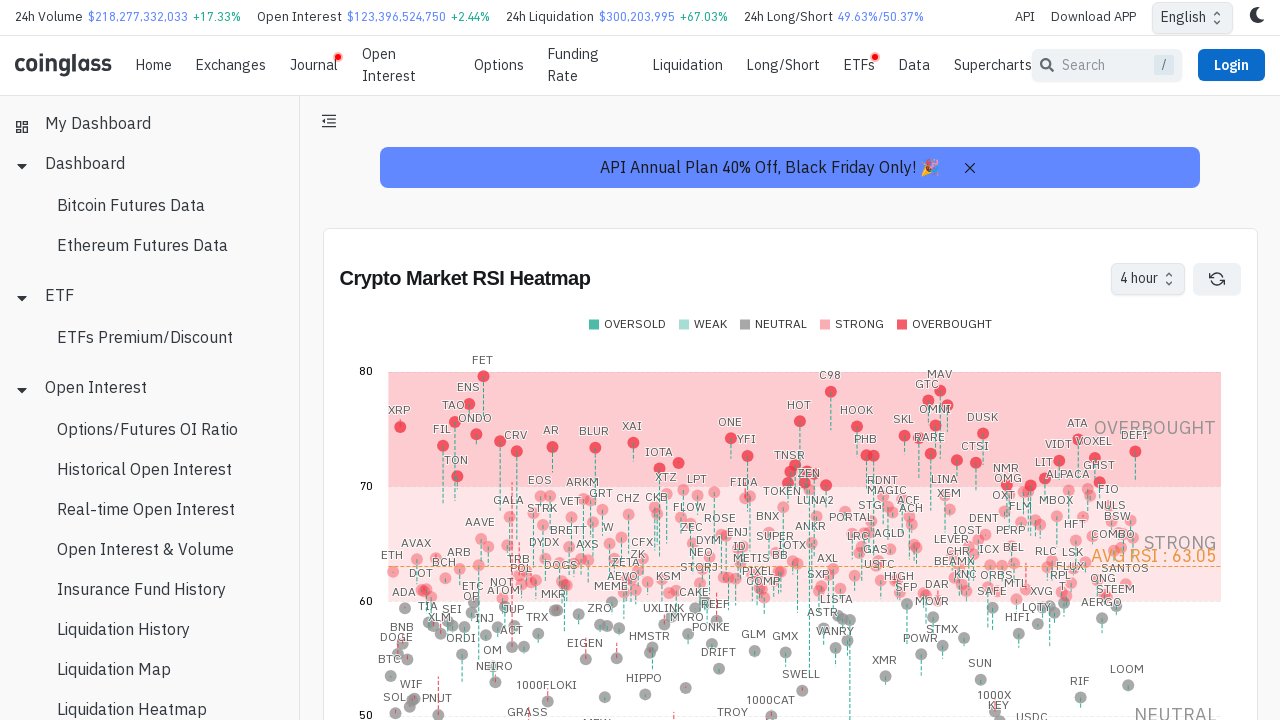 24h Volume $218,277,332,033 +17.33% Open Interest $123,396,524,750 +2.44% 24h Liquidation $300,203,995 +67.03% 24h Long/Short 49.63%/50.37% API Download APP English
coinglass Home Exchanges Journal Open Interest Options Funding Rate Liquidation Long/Short ETFs Data Supercharts Search / Login
My Dashboard
Dashboard
Bitcoin Futures Data
Ethereum Futures Data
ETF
ETFs Premium/Discount
Open Interest
Options/Futures OI Ratio
Historical Open Interest
Real-time Open Interest
Open Interest & Volume
Insurance Fund History
Liquidation History
Liquidation Map
Liquidation Heatmap
API Annual Plan 40% Off, Black Friday Only! 🎉
Crypto Market RSI Heatmap
4 hour
OVERSOLD WEAK NEUTRAL STRONG OVERBOUGHT
80
FET
C98 MAV
ENS GTC
XRP TAO HOT HOOK OMNI
ONDO ONE SKL DUSK ATA OVERBOUGHT
FIL CRV AR BLUR XAI YFI PHB RARE VIDT VOXEL DEFI
TON IOTA TNSR CTSI LIT GHST
ZEN NMR ALPACA
70
EOS ARKM XTZ LPT FIDA TOKEN RDNT LINA OMG FIO
GALA VET GRT CHZ CKB LUNA2 MAGIC XEM OXT MBOX
STRK FLOW STG ACF ACH FLM NULS
AAVE BRETT W ZEC ROSE BNX ANKR PORTAL DENT HFT BSW
AVAX DYDX AXS CFX DYM ENJ SUPER LRC AGLD LEVER IOST PERP COMBO
ETH ARB ZK NEO ID IOTX GAS CHR ICX BEL RLC LSK STRONG
DOT BCH ZETA STORJ METIS BB AXL USTC BEAMX FLUX AVG RSI : 63.05
TRB POL DOGS AEVO KSM PIXEL SXP HIGH KNC ORBS RPL SANTOS
ADA ETC NOT ATOM MKR MEME CAKE COMP DAR SAFE MTL XVG ONG STEEM
60
TIA SEI JUP ZRO UXLINK REEF LISTA MOVR LQTY AERGO
BNB XLM INJ TRX MYRO ASTR HIFI
DOGE ORDI ACT EIGEN HMSTR PONKE GLM GMX VANRY POWR STMX
BTC OM NEIRO DRIFT XMR SUN
WIF SOL PNUT 1000FLOKI HIPPO SWELL LOOM
1000CAT RIF
GRASS TROY 1000X KEY
50
USDC NEUTRAL